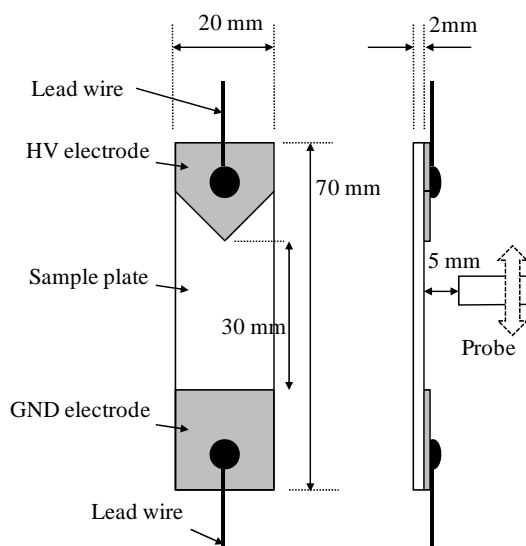 20 mm
2mm
Lead wire
HV electrode
70 mm
Sample plate
5 mm
30 mm
Probe
GND electrode
Lead wire